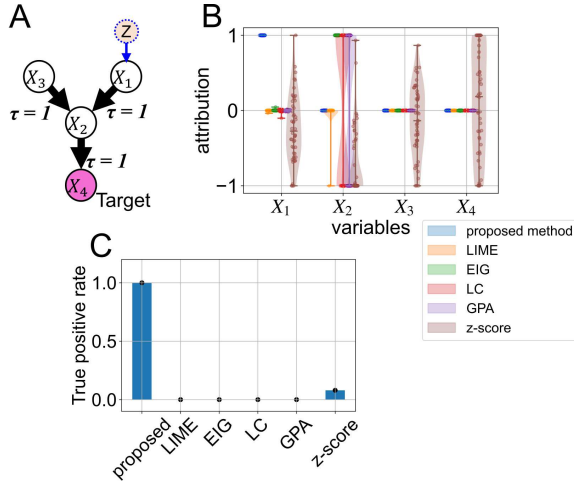 A
Z
X₃
X₁
τ = 1
τ = 1
X₂
τ = 1
X₄
Target
B
attribution
1
0
−1
X₁
X₂
X₃
X₄
variables
proposed method
LIME
EIG
LC
GPA
z-score
C
True positive rate
1.0
0.5
0.0
proposed
LIME
EIG
LC
GPA
z-score